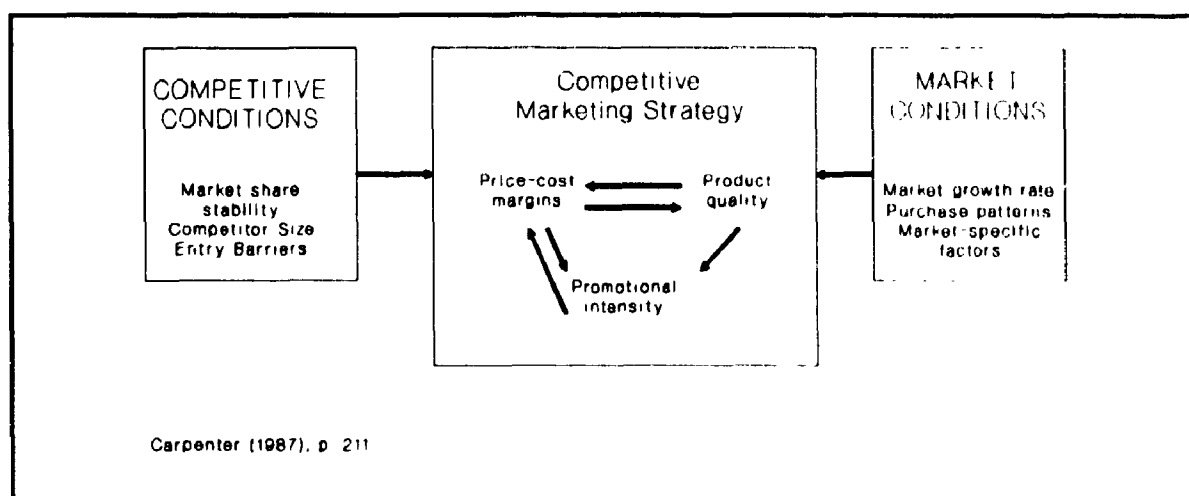 COMPETITIVE
CONDITIONS
Market share
stability
Competitor Size
Entry Barriers
Competitive
Marketing Strategy
Price-cost
margins
Product
quality
Promotional
intensity
MARKET
CONDITIONS
Market growth rate
Purchase patterns
Market-specific
factors
Carpenter (1987), p 211